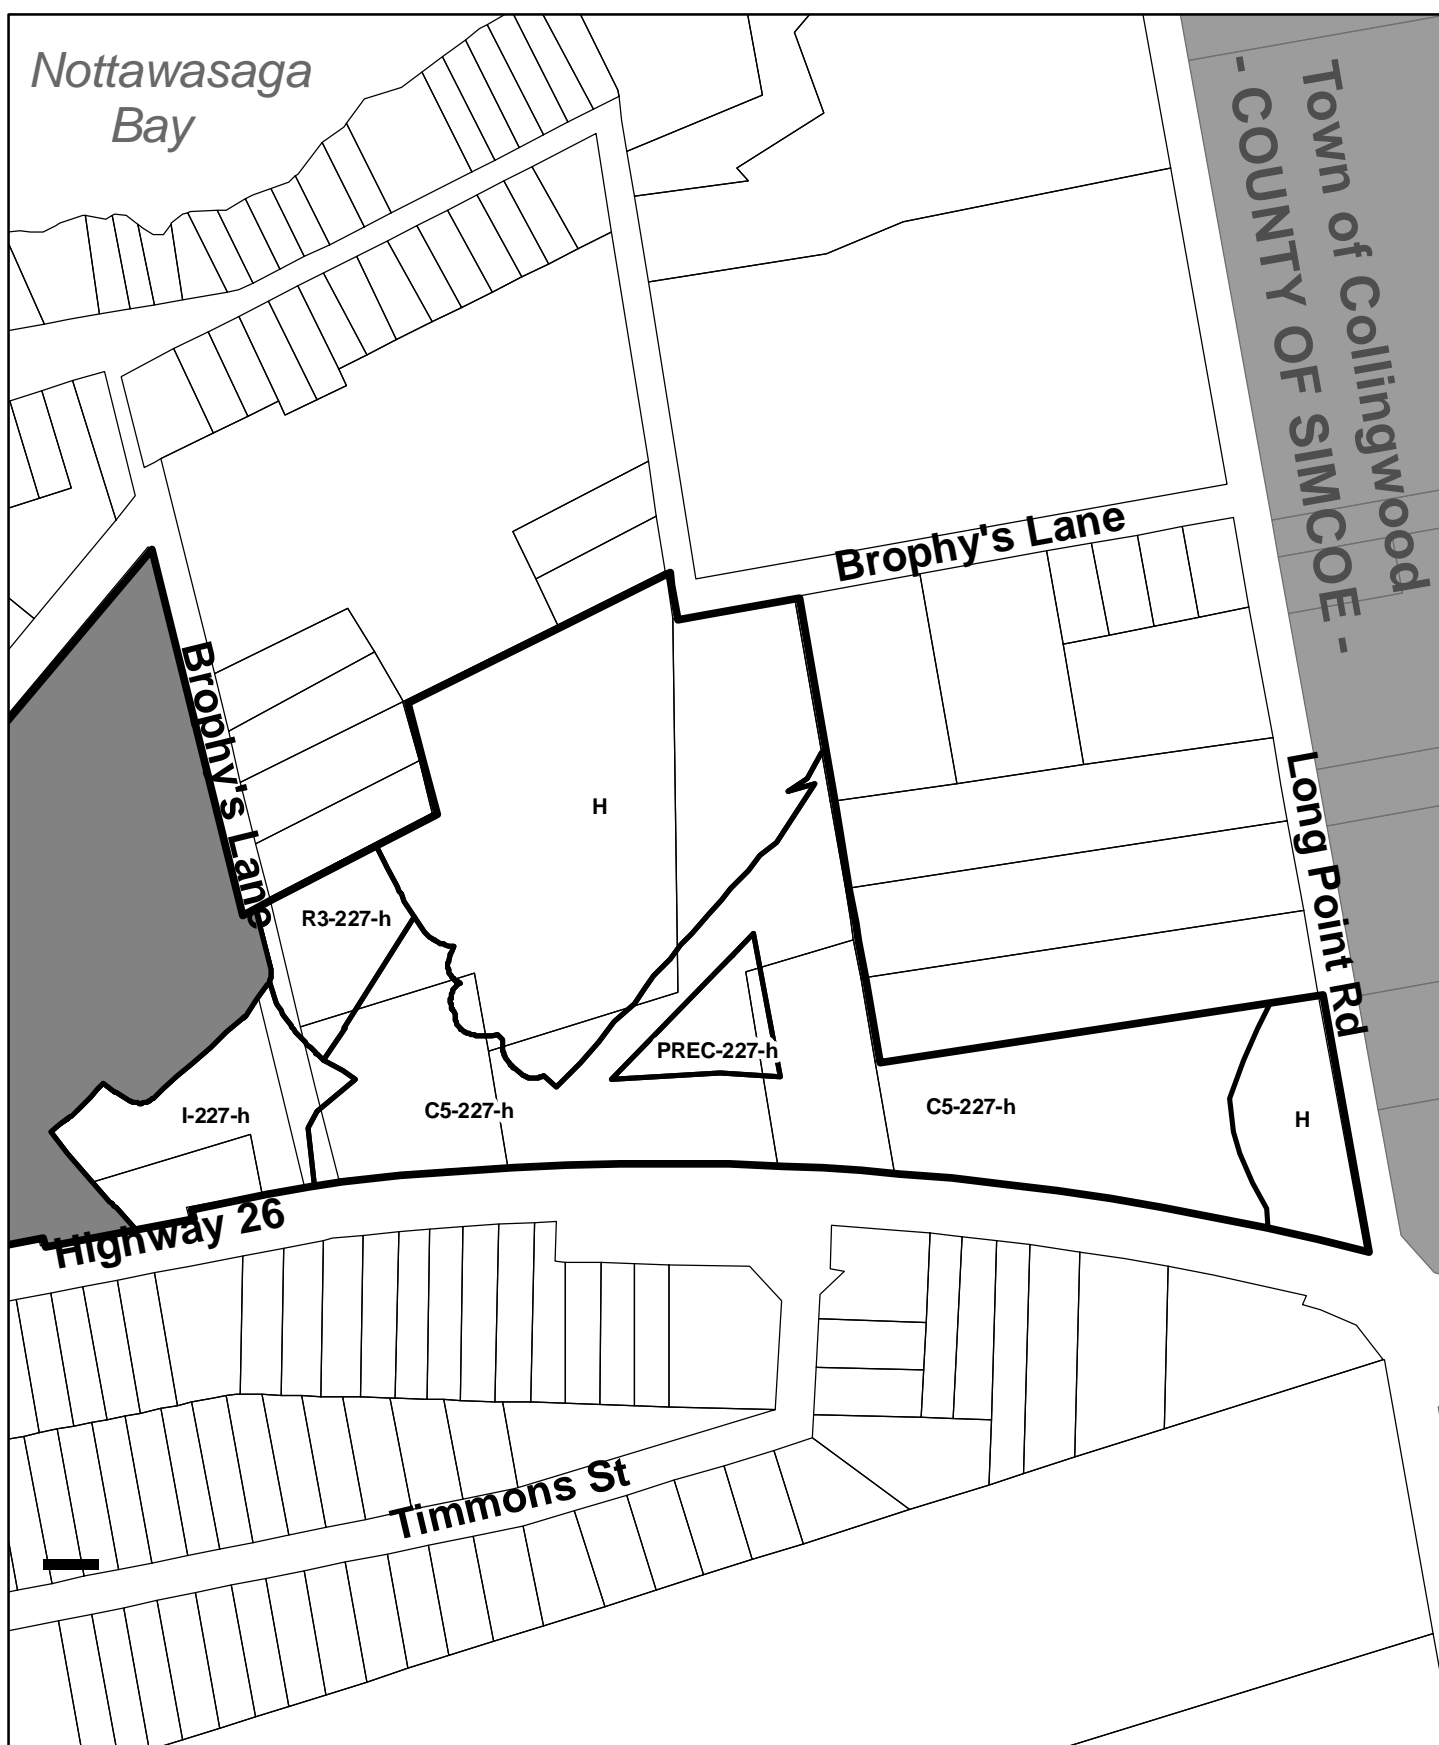 Nottawasaga
Bay
Town of Collingwood
- COUNTY OF SIMCOE -
Brophy's Lane
Brophy's Lane
Long Point Rd
H
R3-227-h
PREC-227-h
I-227-h
C5-227-h
C5-227-h
H
Highway 26
Timmons St